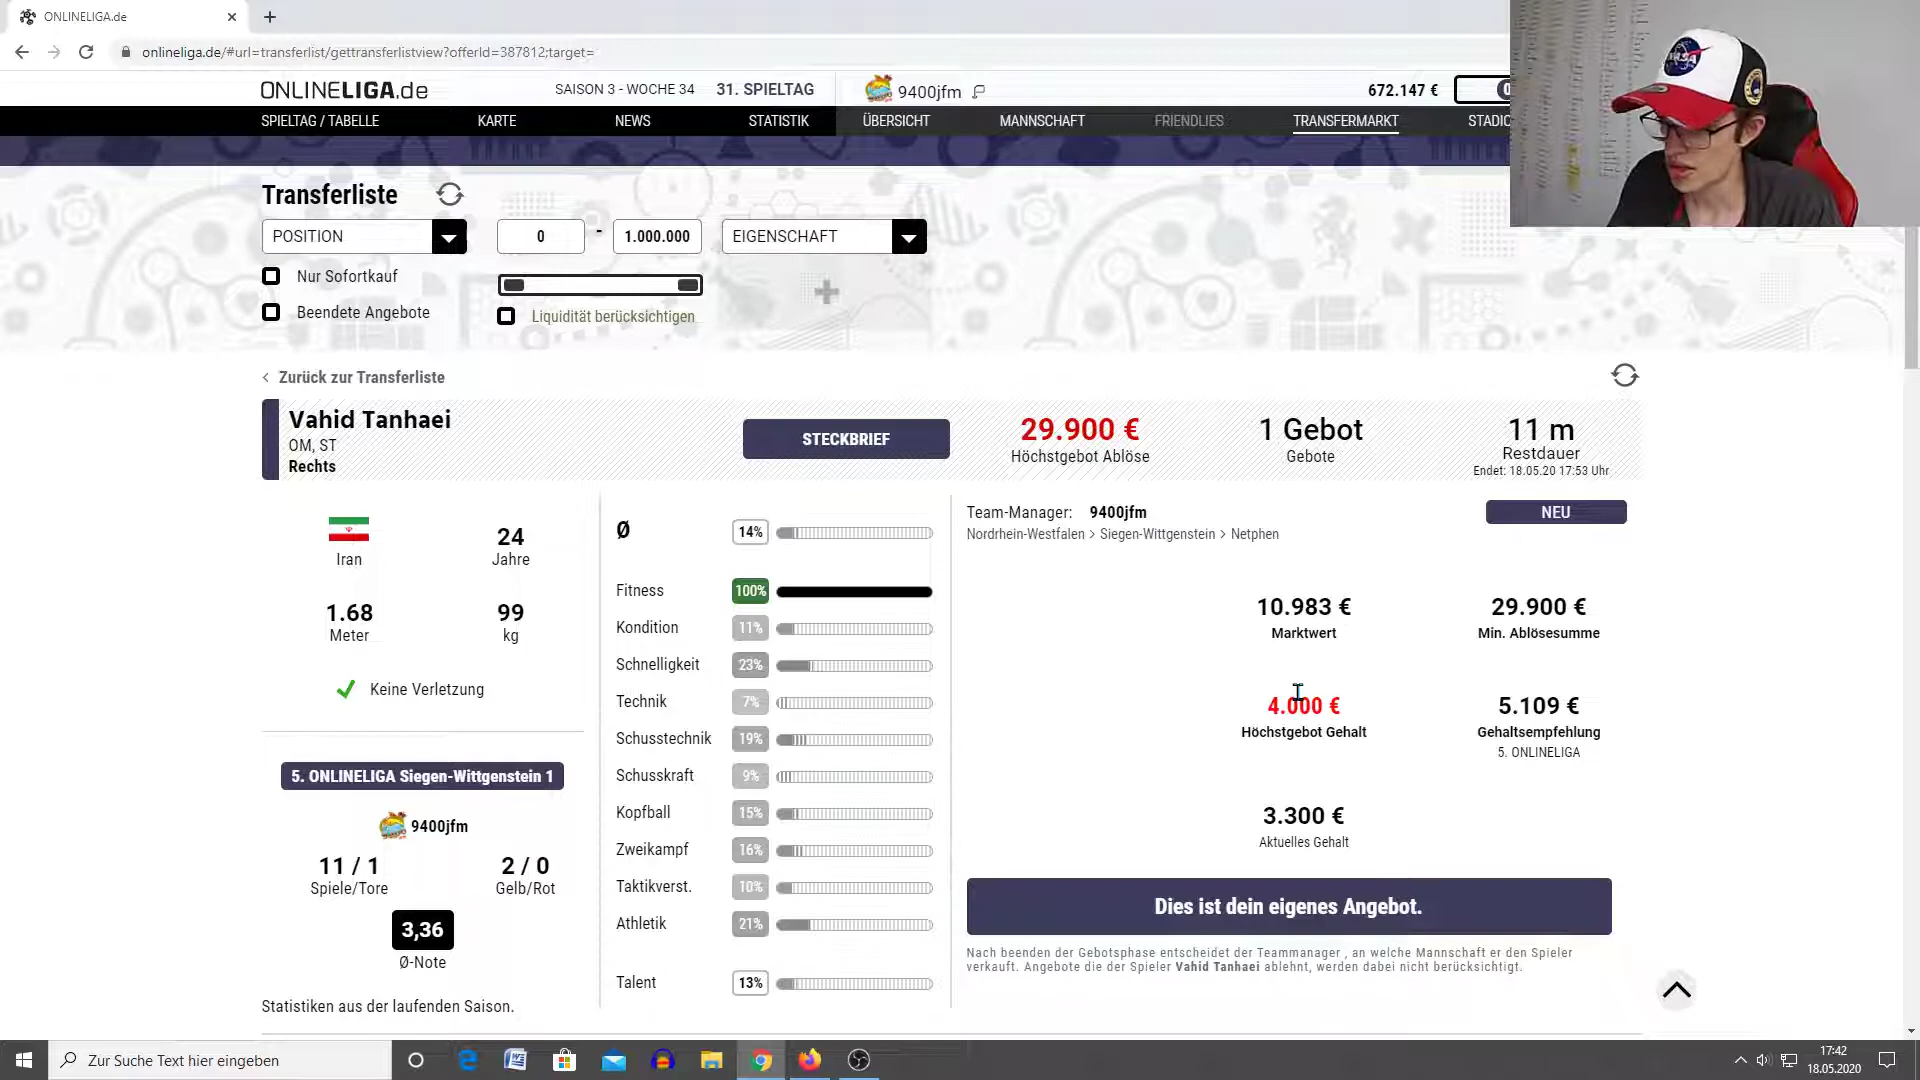 ONLINELIGA.de
onlineliga.de/#url=transferlist/gettransferlistview?offerId=387812;target=
ONLINELIGA.de
SAISON 3 - WOCHE 34
31. SPIELTAG
9400jfm
672.147 €
0
SPIELTAG / TABELLE
KARTE
NEWS
STATISTIK
ÜBERSICHT
MANNSCHAFT
FRIENDLIES
TRANSFERMARKT
STADIO
NASA
Transferliste
POSITION
0
-
1.000.000
EIGENSCHAFT
Nur Sofortkauf
Beendete Angebote
Liquidität berücksichtigen
< Zurück zur Transferliste
Vahid Tanhaei
OM, ST
Rechts
STECKBRIEF
29.900 €
Höchstgebot Ablöse
1 Gebot
Gebote
11 m
Restdauer
Endet: 18.05.20 17:53 Uhr
Iran
24
Jahre
1.68
Meter
99
kg
Keine Verletzung
5. ONLINELIGA Siegen-Wittgenstein 1
9400jfm
11 / 1
Spiele/Tore
2 / 0
Gelb/Rot
3,36
Ø-Note
Statistiken aus der laufenden Saison.
Ø 14%
Fitness 100%
Kondition 11%
Schnelligkeit 23%
Technik 7%
Schusstechnik 19%
Schusskraft 9%
Kopfball 15%
Zweikampf 16%
Taktikverst. 10%
Athletik 21%
Talent 13%
Team-Manager: 9400jfm
Nordrhein-Westfalen > Siegen-Wittgenstein > Netphen
NEU
10.983 €
Marktwert
29.900 €
Min. Ablösesumme
4.000 €
Höchstgebot Gehalt
5.109 €
Gehaltsempfehlung
5. ONLINELIGA
3.300 €
Aktuelles Gehalt
Dies ist dein eigenes Angebot.
Nach beenden der Gebotsphase entscheidet der Teammanager , an welche Mannschaft er den Spieler
verkauft. Angebote die der Spieler Vahid Tanhaei ablehnt, werden dabei nicht berücksichtigt.
Zur Suche Text hier eingeben
17:42
18.05.2020